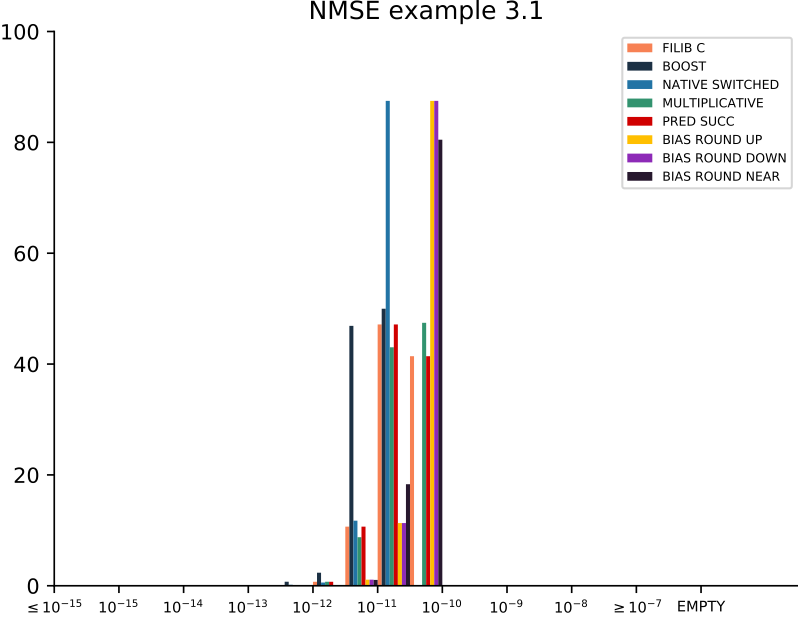 NMSE example 3.1
100
80
60
40
20
0
≤10⁻¹⁵ 10⁻¹⁵ 10⁻¹⁴ 10⁻¹³ 10⁻¹² 10⁻¹¹ 10⁻¹⁰ 10⁻⁹ 10⁻⁸ ≥10⁻⁷ EMPTY
FILIB C
BOOST
NATIVE SWITCHED
MULTIPLICATIVE
PRED SUCC
BIAS ROUND UP
BIAS ROUND DOWN
BIAS ROUND NEAR